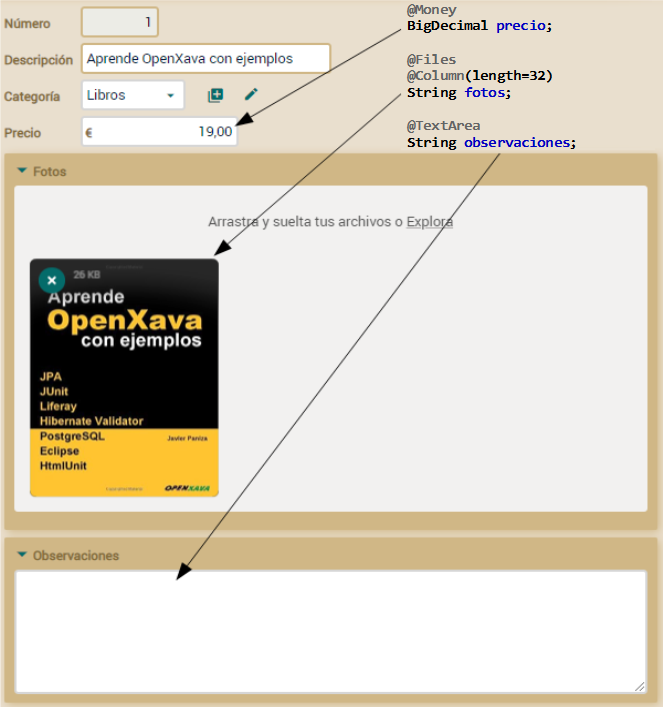 Número 1
Descripción Aprende OpenXava con ejemplos
Categoría Libros
Precio € 19,00
@Money
BigDecimal precio;
@Files
@Column(length=32)
String fotos;
@TextArea
String observaciones;
Fotos
Arrastra y suelta tus archivos o Explora
26 KB
Aprende
OpenXava
con ejemplos
JPA
JUnit
Liferay
Hibernate Validator
PostgreSQL Javier Paniza
Eclipse
HtmlUnit
OPENXAVA
Observaciones